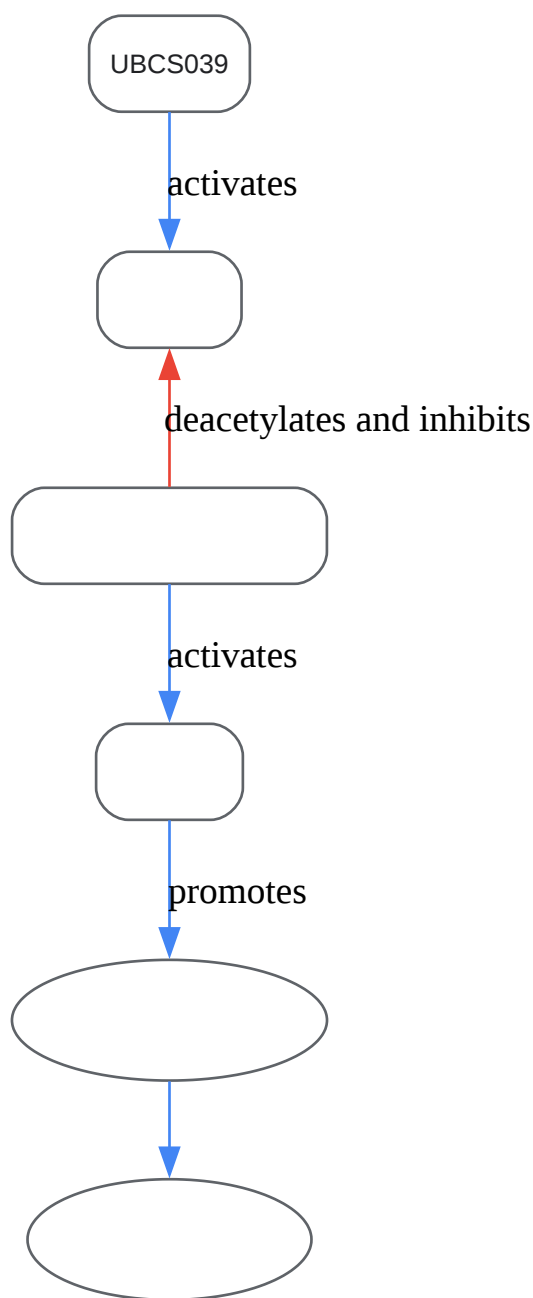 UBCS039
activates
deacetylates and inhibits
activates
promotes